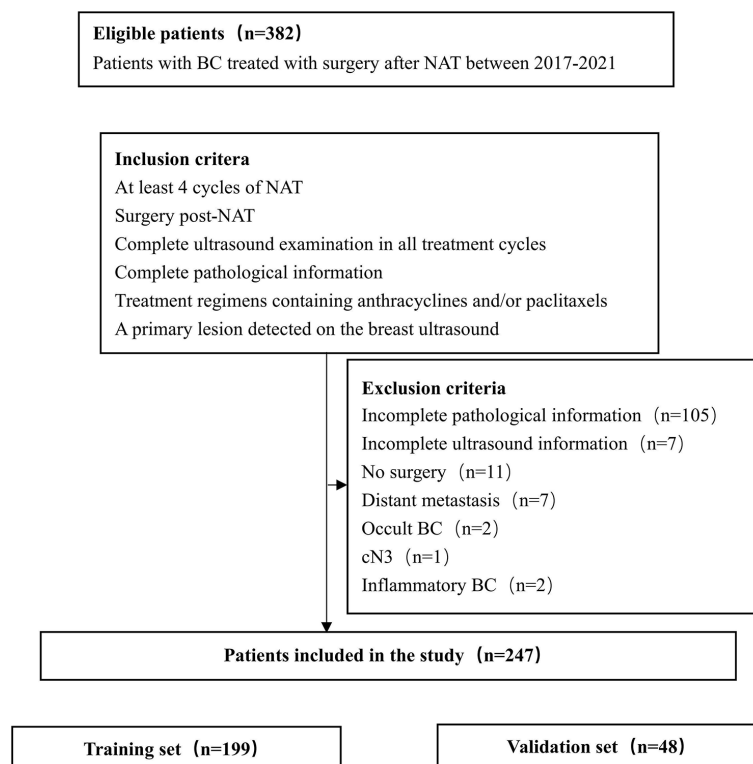 Eligible patients（n=382）
Patients with BC treated with surgery after NAT between 2017-2021
Inclusion critera
At least 4 cycles of NAT
Surgery post-NAT
Complete ultrasound examination in all treatment cycles
Complete pathological information
Treatment regimens containing anthracyclines and/or paclitaxels
A primary lesion detected on the breast ultrasound
Exclusion criteria
Incomplete pathological information（n=105）
Incomplete ultrasound information（n=7）
No surgery（n=11）
Distant metastasis（n=7）
Occult BC（n=2）
cN3（n=1）
Inflammatory BC（n=2）
Patients included in the study（n=247）
Training set（n=199）
Validation set（n=48）